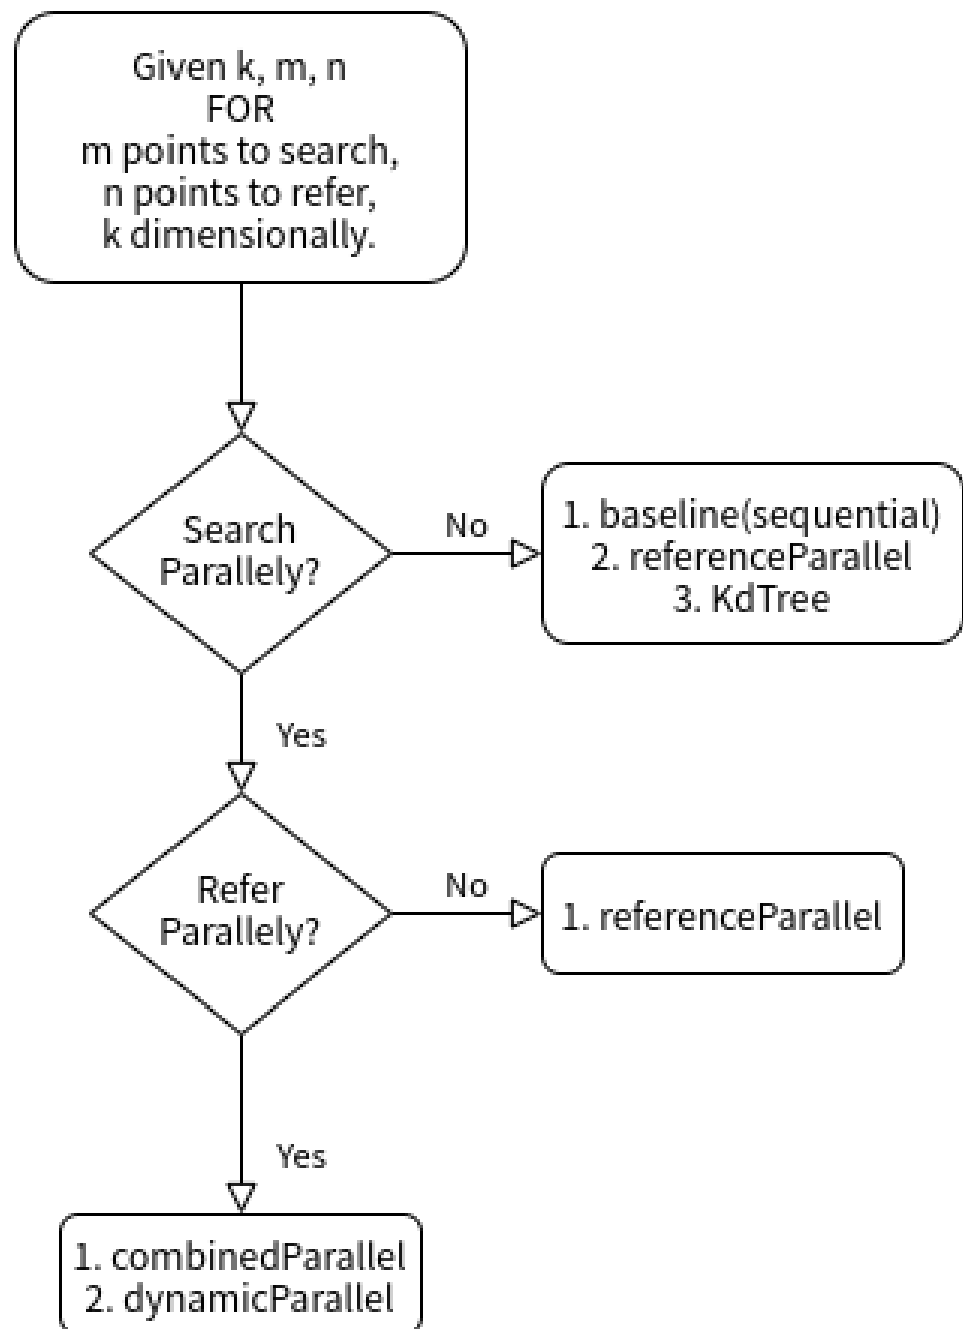 Given k, m, n
FOR
m points to search,
n points to refer,
k dimensionally.
Search
Parallely?
No
1. baseline(sequential)
2. referenceParallel
3. KdTree
Yes
Refer
Parallely?
No
1. referenceParallel
Yes
1. combinedParallel
2. dynamicParallel